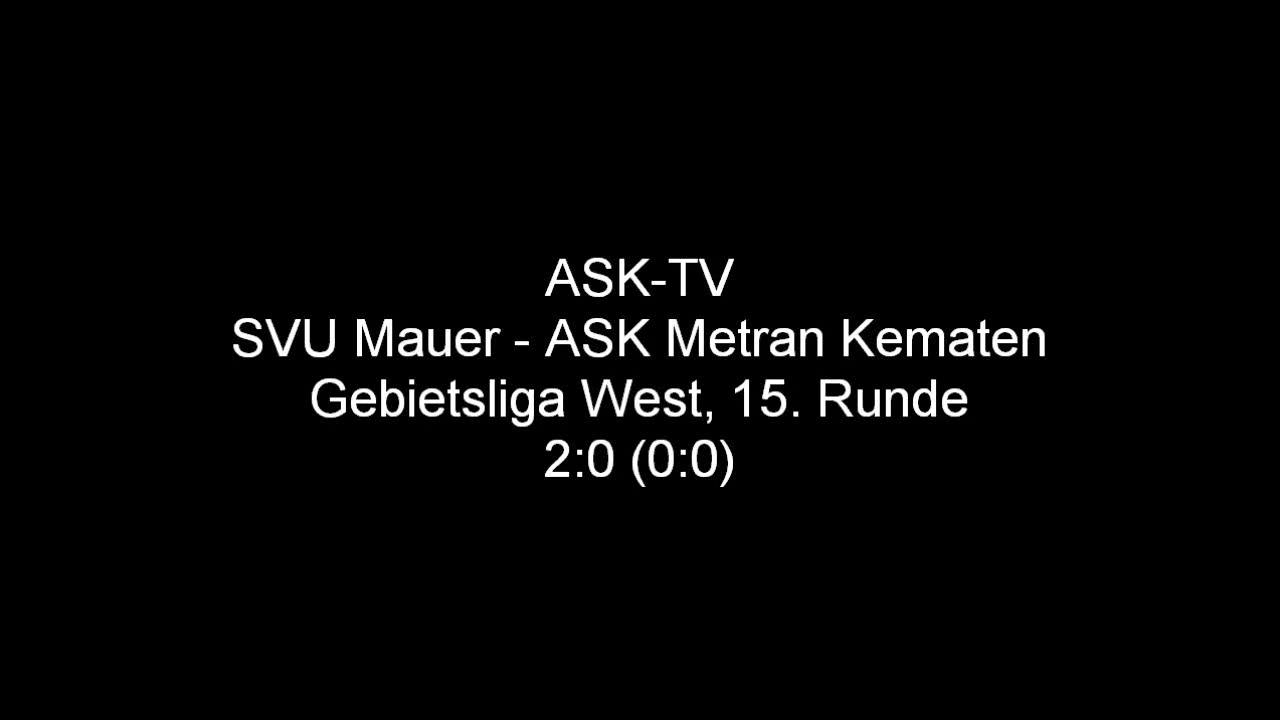 ASK-TV
SVU Mauer - ASK Metran Kematen
Gebietsliga West, 15. Runde
2:0 (0:0)